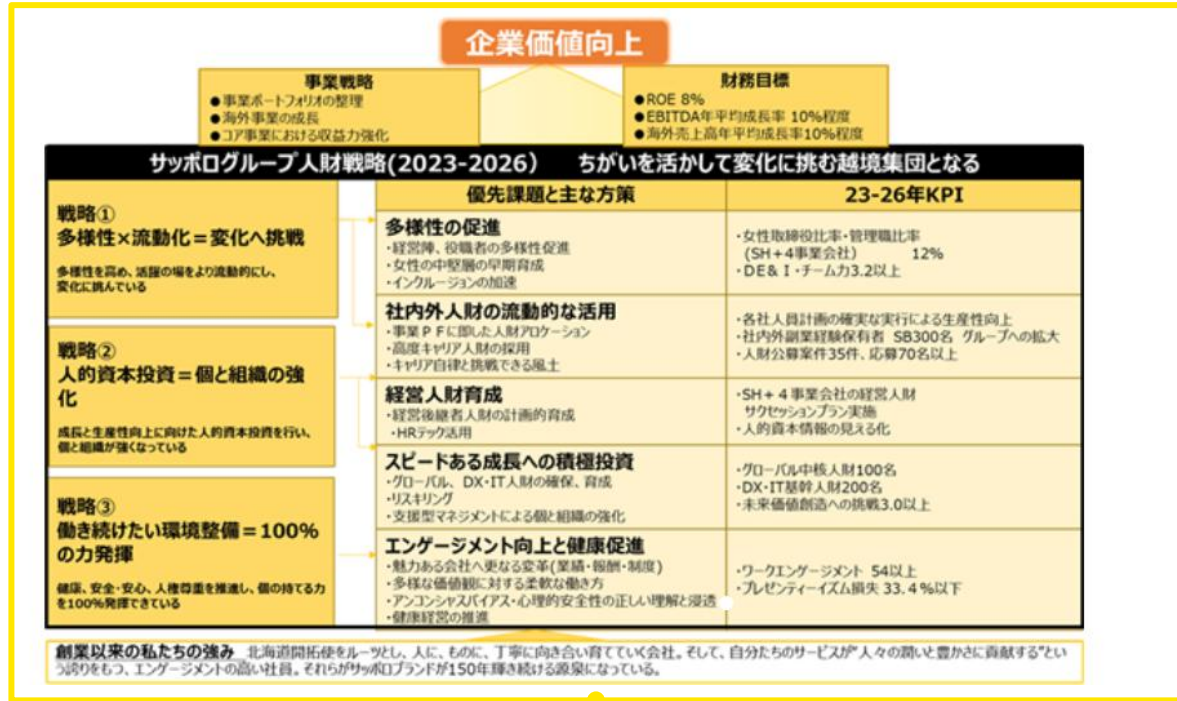 企業価値向上
事業戦略
●事業ポートフォリオの整理
●海外事業の成長
●コア事業における収益力強化
財務目標
●ROE 8%
●EBITDA年平均成長率 10%程度
●海外売上高年平均成長率10%程度
サッポログループ人財戦略(2023-2026) ちがいを活かして変化に挑む越境集団となる
優先課題と主な方策
23-26年KPI
戦略①
多様性×流動化＝変化へ挑戦
多様性を高め、活躍の場をより流動的にし、
変化に挑んでいる
戦略②
人的資本投資＝個と組織の強
化
成長と生産性向上に向けた人的資本投資を行い、
個と組織が強くなっている
戦略③
働き続けたい環境整備＝100%
の力発揮
健康、安全・安心、人権尊重を推進し、個の持てる力
を100%発揮できている
多様性の促進
・経営陣、役職者の多様性促進
・女性の中堅層の早期育成
・インクルージョンの加速
・女性取締役比率・管理職比率
(SH＋4事業会社) 12%
・DE＆I・チーム力3.2以上
社内外人財の流動的な活用
・事業ＰＦに即した人財アロケーション
・高度キャリア人財の採用
・キャリア自律と挑戦できる風土
・各社人員計画の確実な実行による生産性向上
・社内外副業経験保有者 SB300名 グループへの拡大
・人財公募案件35件、応募70名以上
経営人財育成
・経営後継者人財の計画的育成
・HRテック活用
・SH＋４事業会社の経営人財
サクセッションプラン実施
・人的資本情報の見える化
スピードある成長への積極投資
・グローバル、DX・IT人財の確保、育成
・リスキリング
・支援型マネジメントによる個と組織の強化
・グローバル中核人財100名
・DX・IT基幹人財200名
・未来価値創造への挑戦3.0以上
エンゲージメント向上と健康促進
・魅力ある会社へ更なる変革(業績・報酬・制度)
・多様な価値観に対する柔軟な働き方
・アンコンシャスバイアス・心理的安全性の正しい理解と浸透
・健康経営の推進
・ワークエンゲージメント 54以上
・プレゼンティーイズム損失 33.４%以下
創業以来の私たちの強み 北海道開拓使をルーツとし、人に、ものに、丁寧に向き合い育てていく会社。そして、自分たちのサービスが“人々の潤いと豊かさに貢献する”とい
う誇りをもつ、エンゲージメントの高い社員。それらがサッポロブランドが150年輝き続ける源泉になっている。